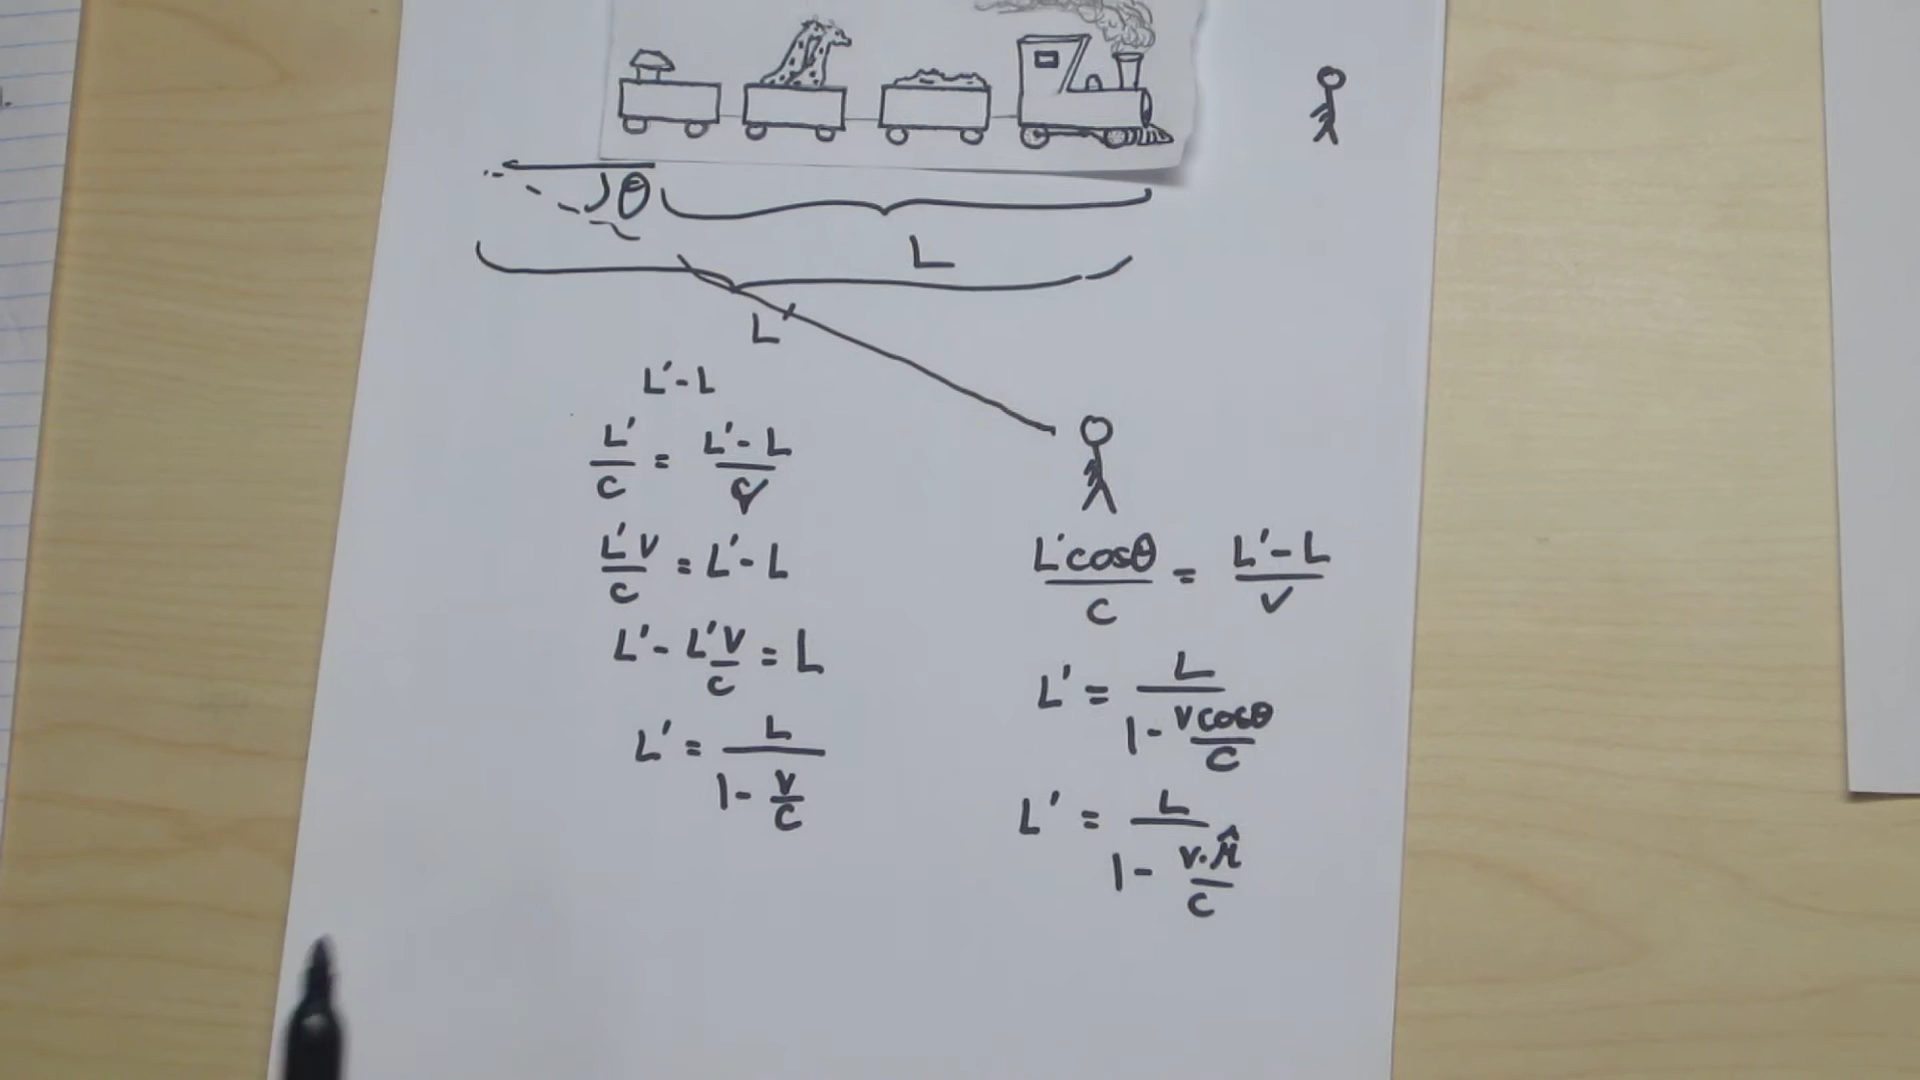 θ
L
L'
L'-L
L'/c = L'-L/v
L'v/c = L'-L
L'- L'v/c = L
L' = L/1 - v/c
L'cosθ/c = L'-L/v
L' = L/1 - vcosθ/c
L' = L/1 - v·r̂/c